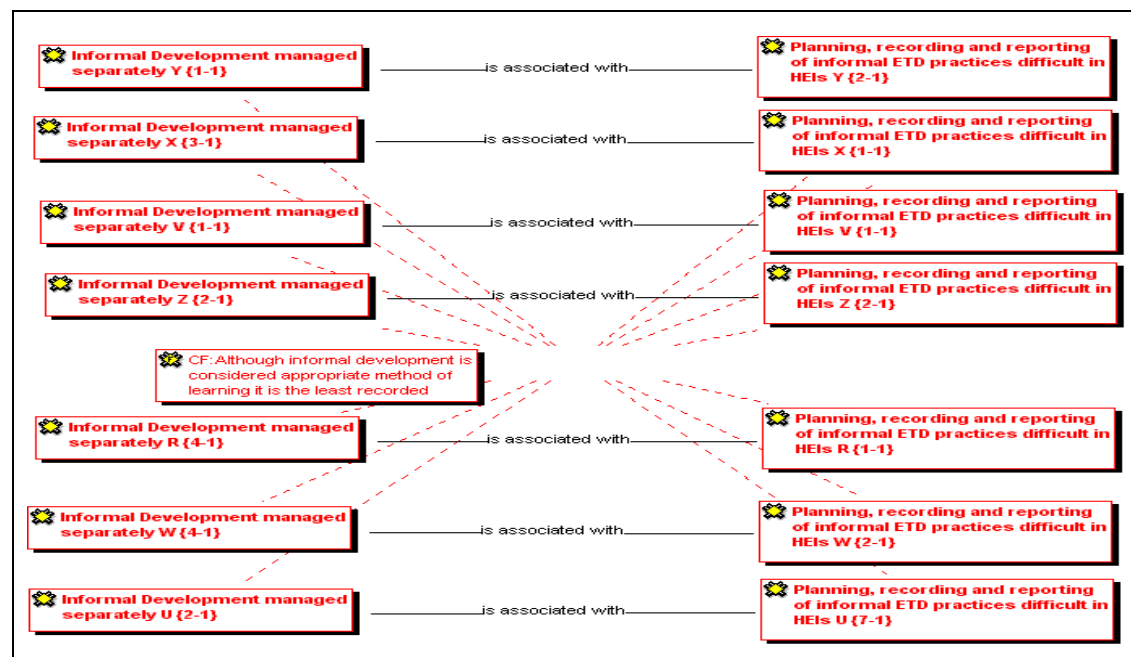 Informal Development managed
separately Y {1-1}
is associated with
Planning, recording and reporting
of informal ETD practices difficult in
HEIs Y {2-1}
Informal Development managed
separately X {3-1}
is associated with
Planning, recording and reporting
of informal ETD practices difficult in
HEIs X {1-1}
Informal Development managed
separately V {1-1}
is associated with
Planning, recording and reporting
of informal ETD practices difficult in
HEIs V {1-1}
Informal Development managed
separately Z {2-1}
is associated with
Planning, recording and reporting
of informal ETD practices difficult in
HEIs Z {2-1}
CF:Although informal development is
considered appropriate method of
learning it is the least recorded
Informal Development managed
separately R {4-1}
is associated with
Planning, recording and reporting
of informal ETD practices difficult in
HEIs R {1-1}
Informal Development managed
separately W {4-1}
is associated with
Planning, recording and reporting
of informal ETD practices difficult in
HEIs W {2-1}
Informal Development managed
separately U {2-1}
is associated with
Planning, recording and reporting
of informal ETD practices difficult in
HEIs U {7-1}